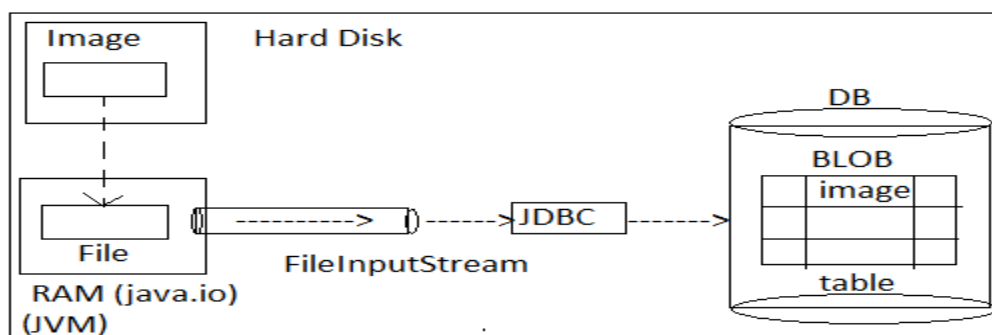 Image
Hard Disk
DB
BLOB
image
File
FileInputStream
JDBC
table
RAM (java.io)
(JVM)